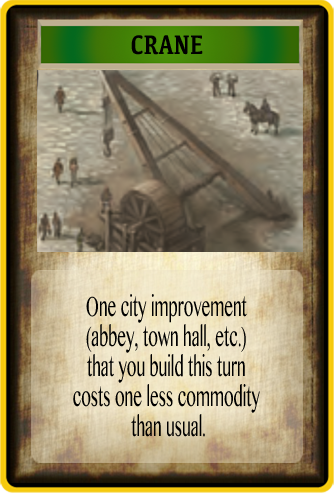 CRANE
One city improvement
(abbey, town hall, etc.)
that you build this turn
costs one less commodity
than usual.